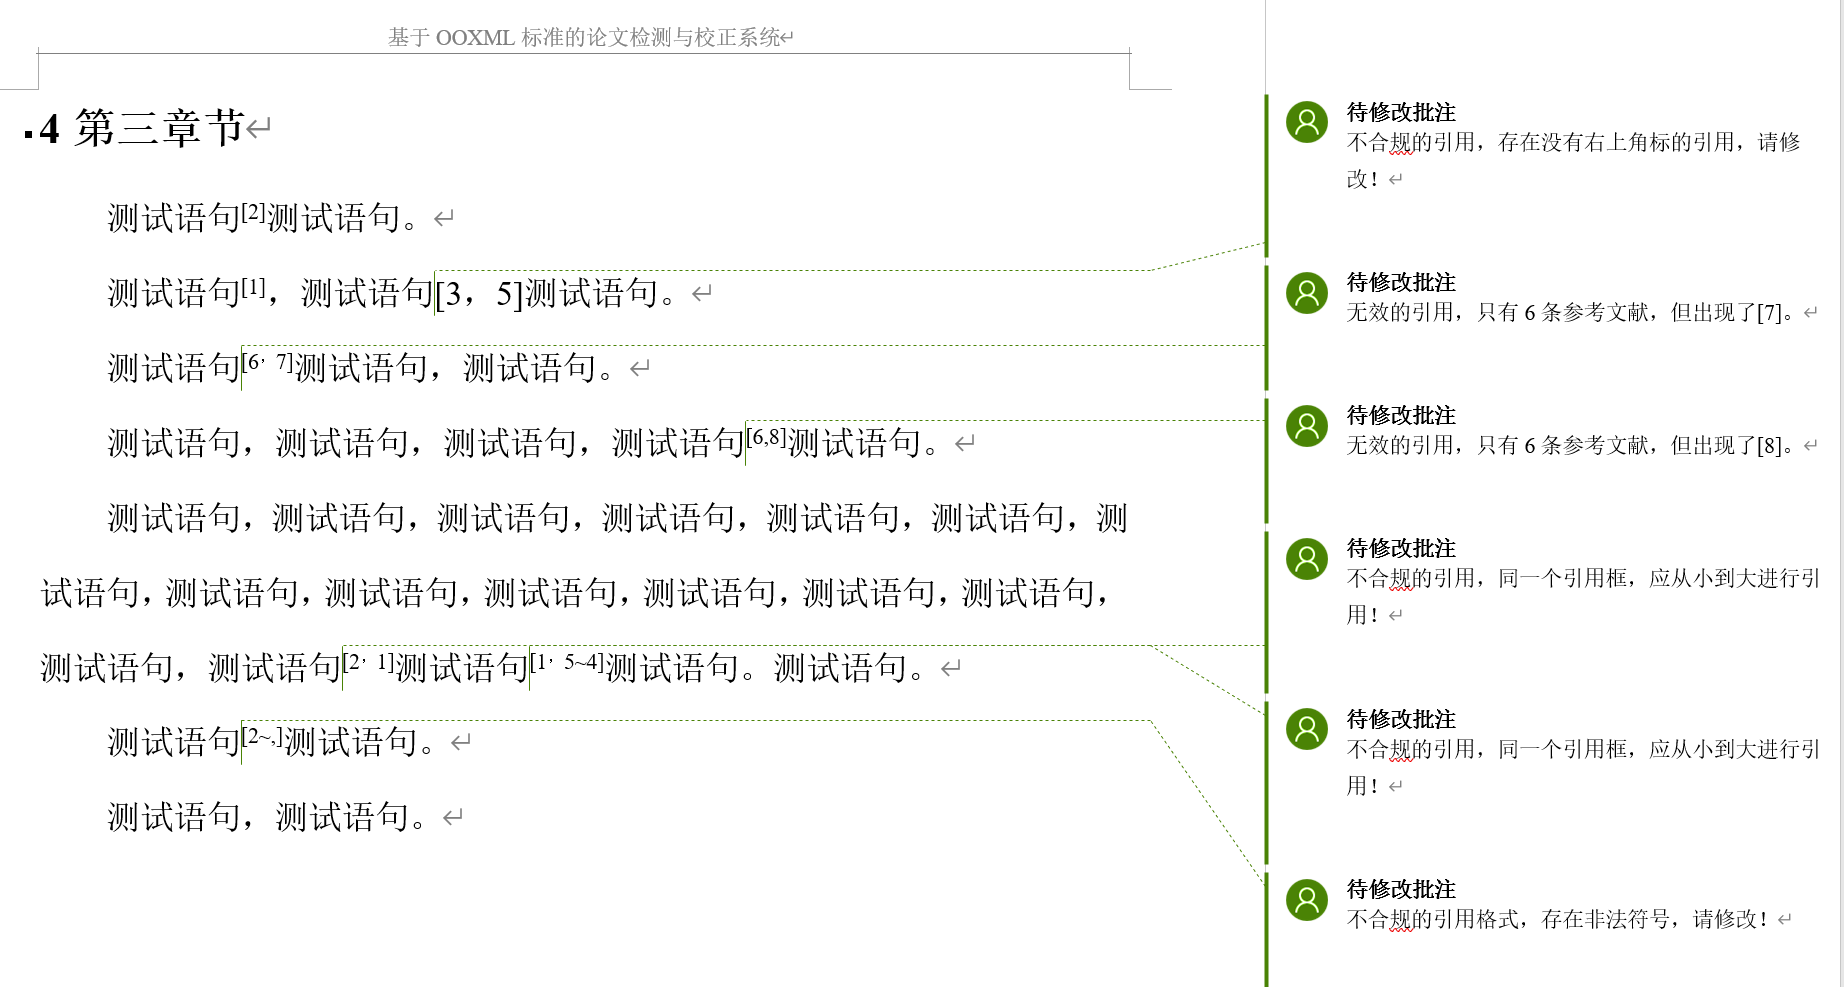 基于 OOXML 标准的论文检测与校正系统
4 第三章节
测试语句[2]测试语句。
测试语句[1]，测试语句[3，5]测试语句。
测试语句[6，7]测试语句，测试语句。
测试语句，测试语句，测试语句，测试语句[6,8]测试语句。
测试语句，测试语句，测试语句，测试语句，测试语句，测试语句，测
试语句，测试语句，测试语句，测试语句，测试语句，测试语句，测试语句，
测试语句，测试语句[2，1]测试语句[1，5~4]测试语句。测试语句。
测试语句[2~,]测试语句。
测试语句，测试语句。
待修改批注
不合规的引用，存在没有右上角标的引用，请修
改！
待修改批注
无效的引用，只有 6 条参考文献，但出现了[7]。
待修改批注
无效的引用，只有 6 条参考文献，但出现了[8]。
待修改批注
不合规的引用，同一个引用框，应从小到大进行引
用！
待修改批注
不合规的引用，同一个引用框，应从小到大进行引
用！
待修改批注
不合规的引用格式，存在非法符号，请修改！